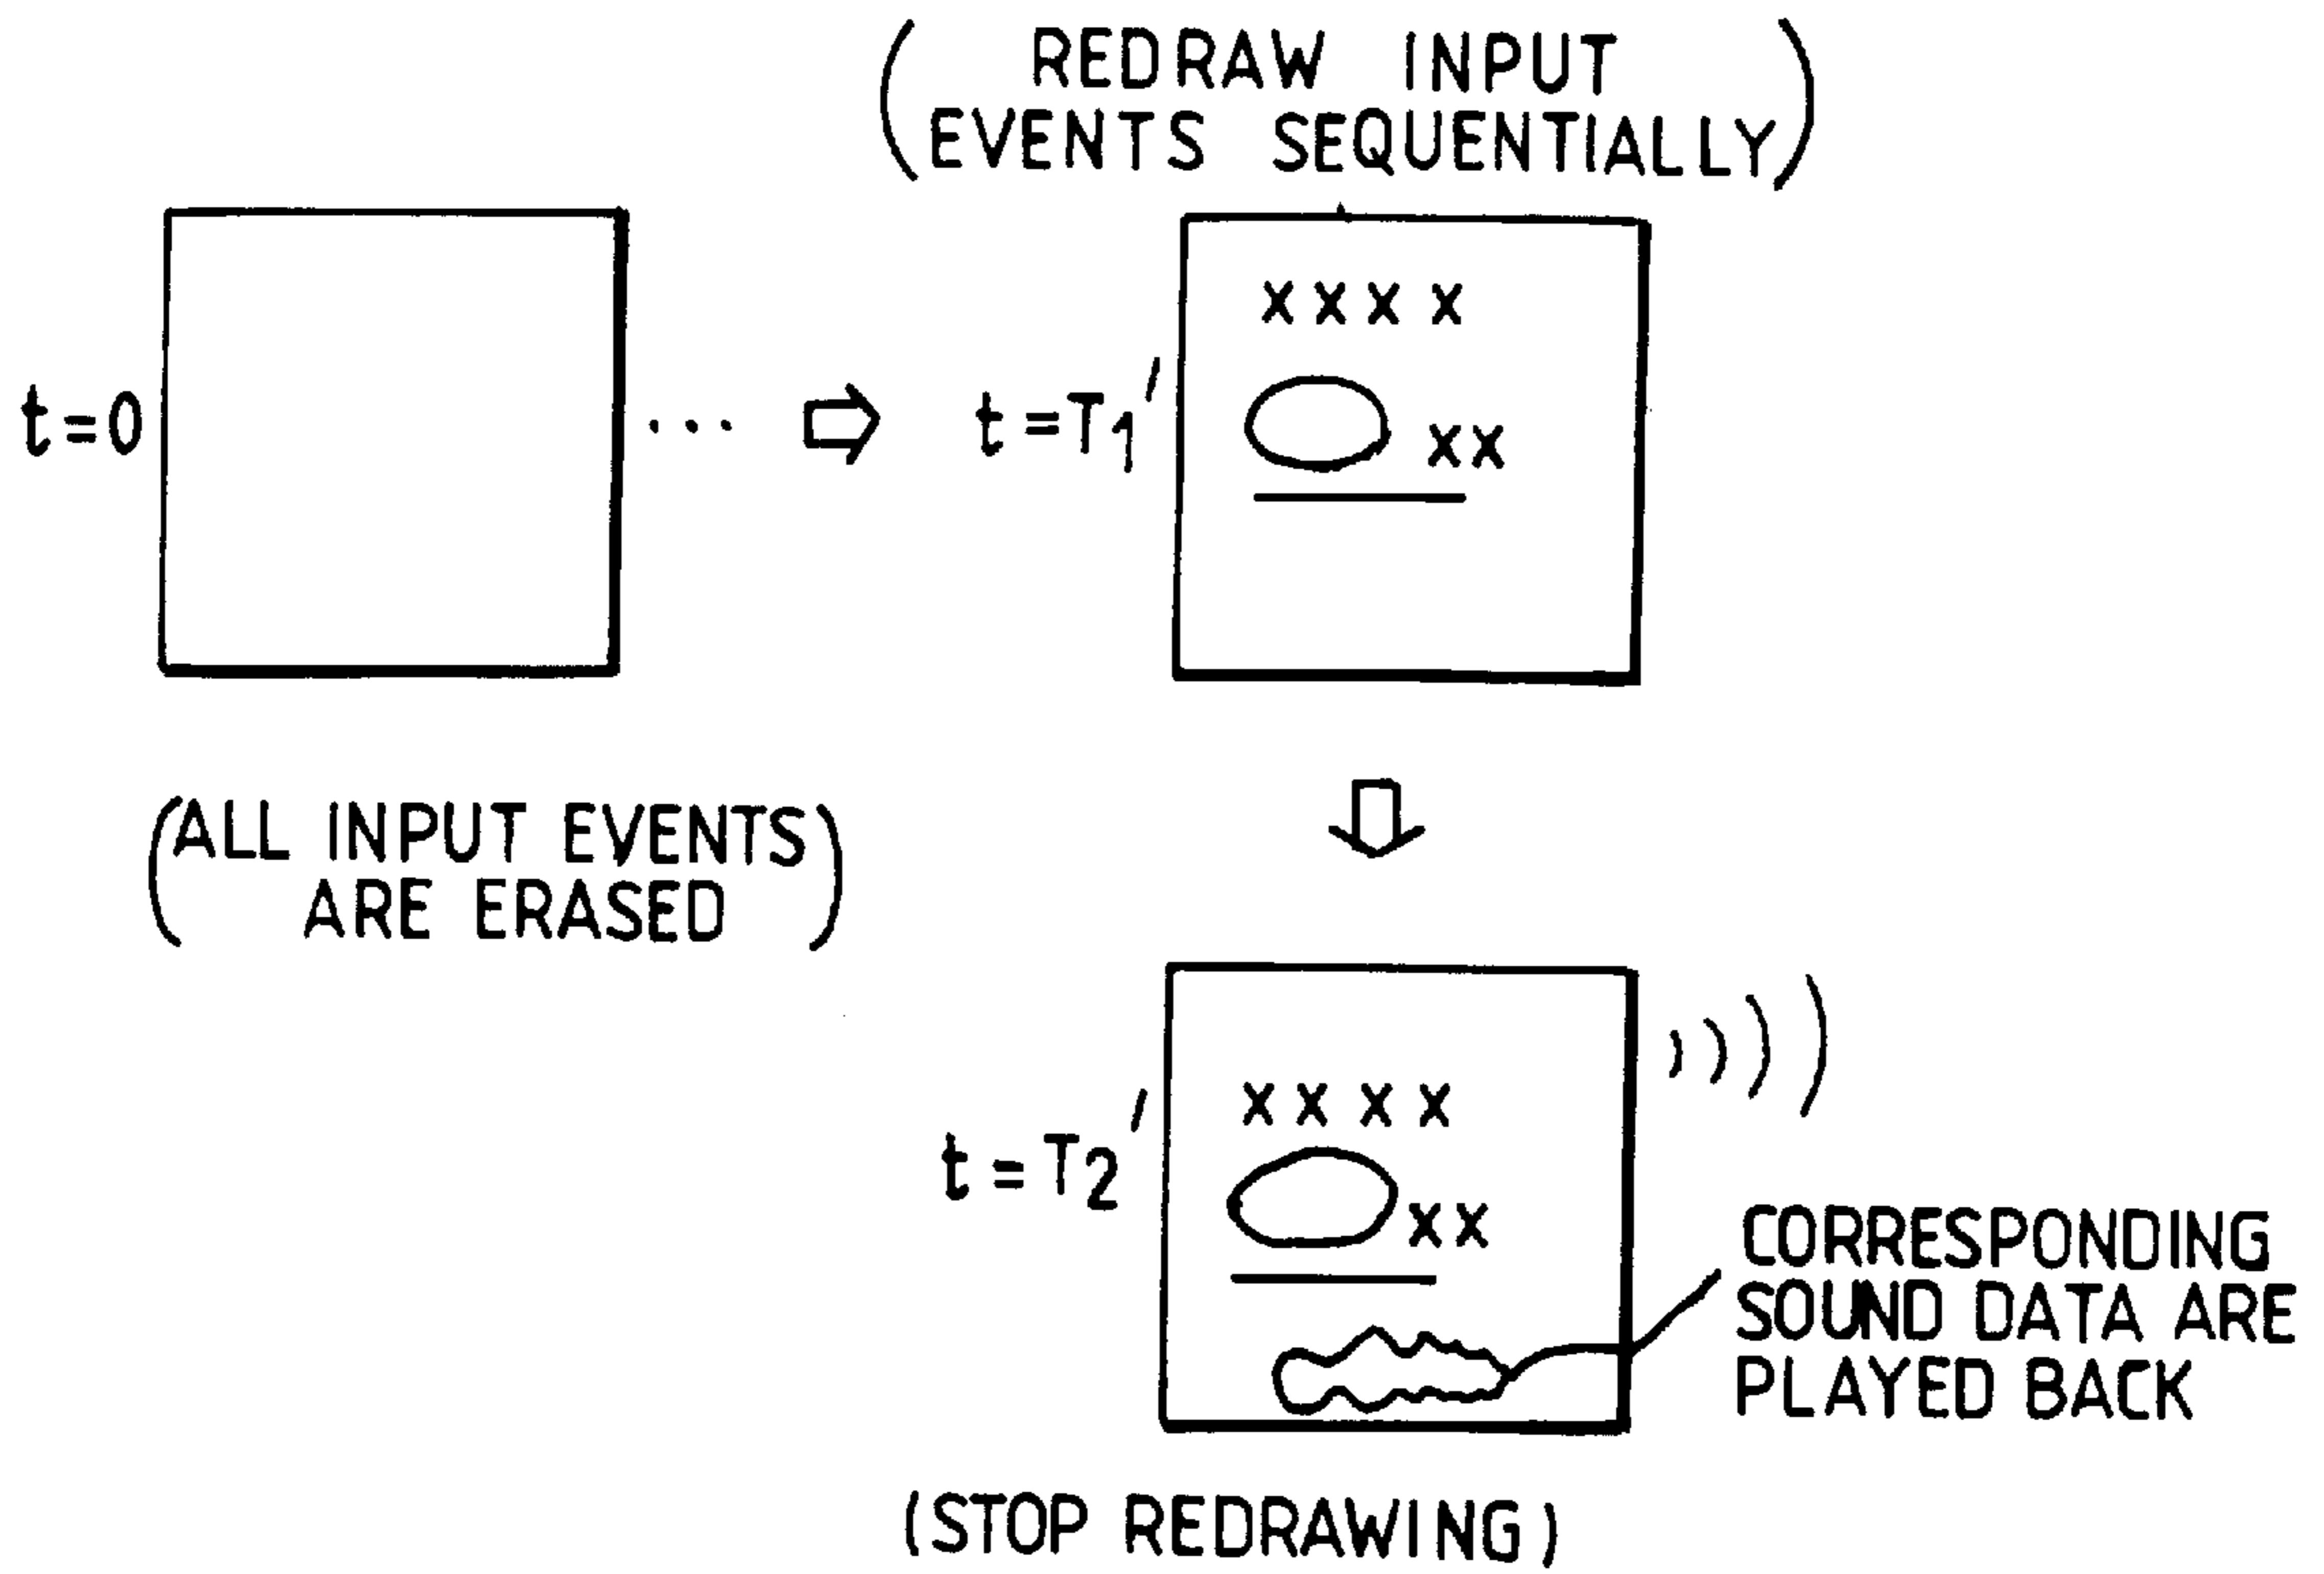 ( REDRAW INPUT
EVENTS SEQUENTIALLY )
t=0
t=T1'
xxxx
xx
(ALL INPUT EVENTS
ARE ERASED)
t=T2'
xxxx
xx
CORRESPONDING
SOUND DATA ARE
PLAYED BACK
(STOP REDRAWING)